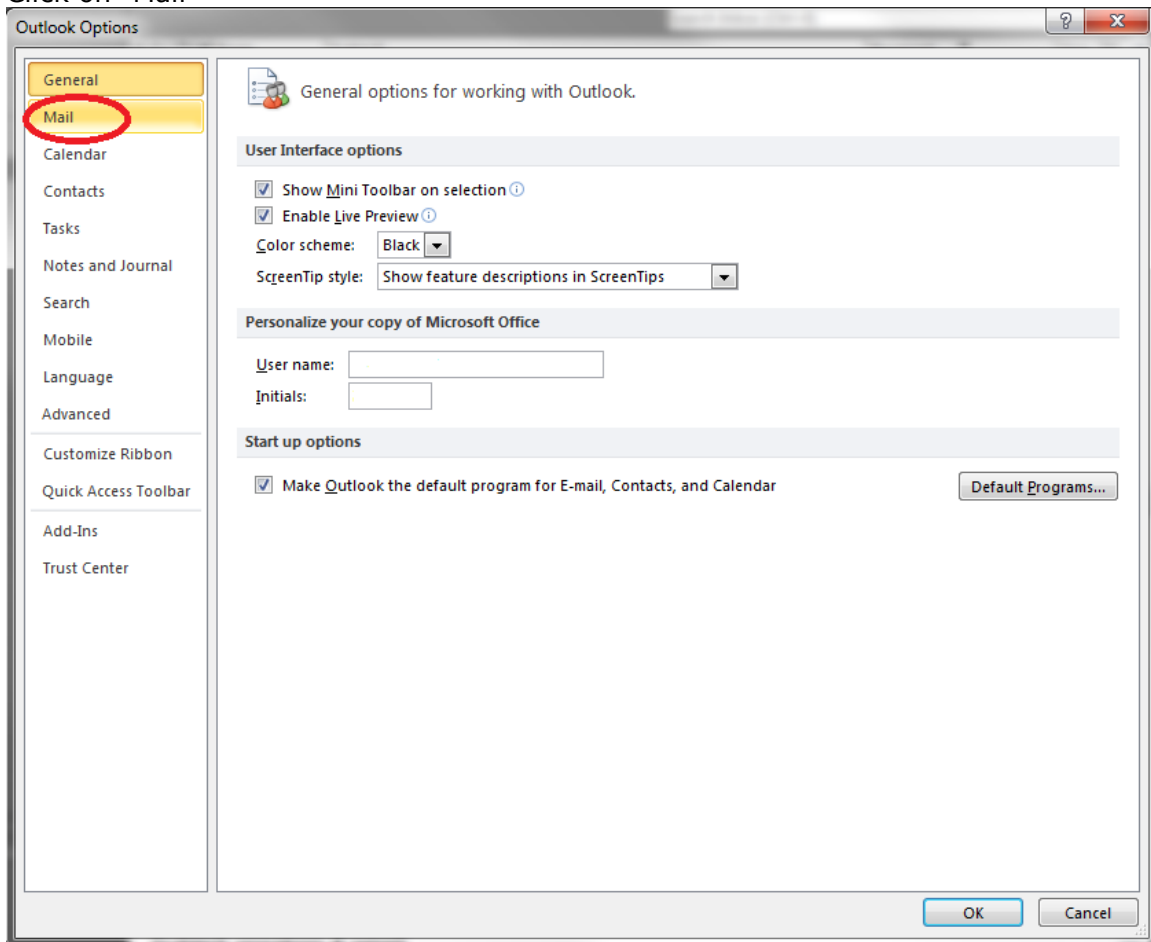 Click on "Mail"
Outlook Options
General
Mail
Calendar
Contacts
Tasks
Notes and Journal
Search
Mobile
Language
Advanced
Customize Ribbon
Quick Access Toolbar
Add-Ins
Trust Center
General options for working with Outlook.
User Interface options
Show Mini Toolbar on selection
Enable Live Preview
Color scheme: Black
ScreenTip style: Show feature descriptions in ScreenTips
Personalize your copy of Microsoft Office
User name:
Initials:
Start up options
Make Outlook the default program for E-mail, Contacts, and Calendar
Default Programs...
OK
Cancel